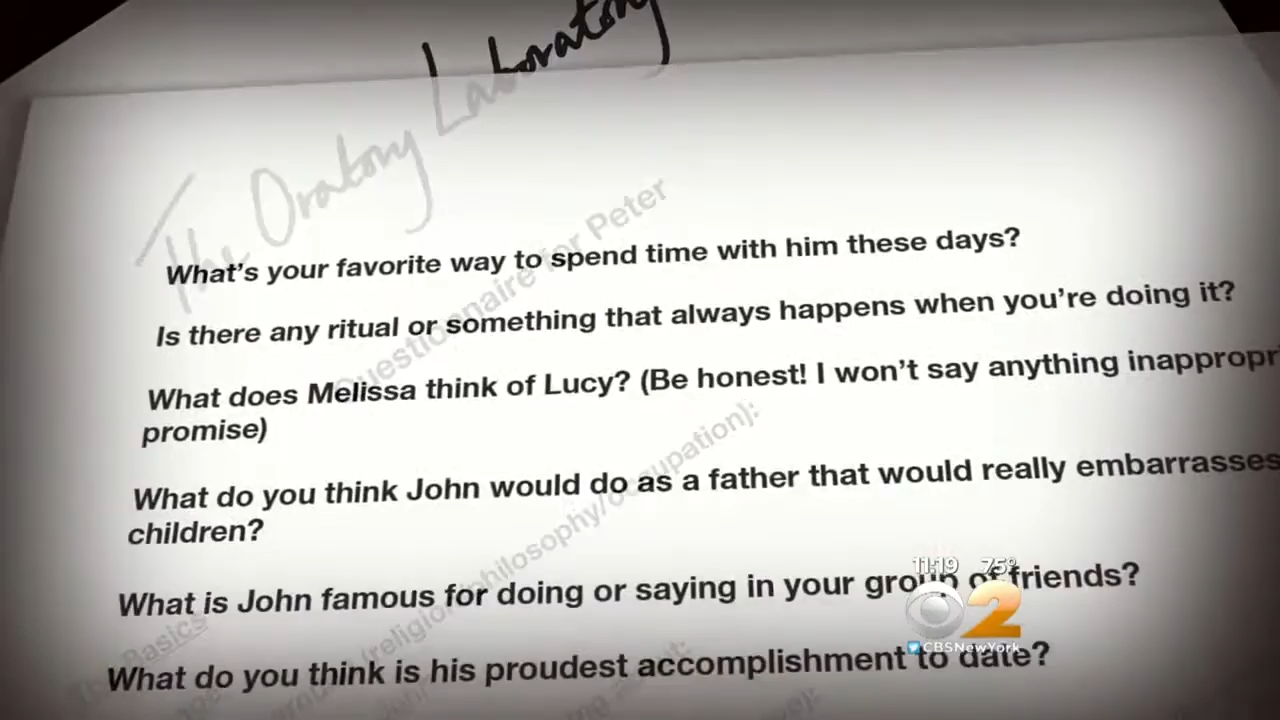 The Oratory Laboratory
Questionnaire for Peter
What's your favorite way to spend time with him these days?
Is there any ritual or something that always happens when you're doing it?
What does Melissa think of Lucy? (Be honest! I won't say anything inappropri
promise)
What do you think John would do as a father that would really embarrasses
children?
What is John famous for doing or saying in your group of friends?
What do you think is his proudest accomplishment to date?
Basics
(religion/philosophy/occupation):
11:19 75°
2
CBSNewYork